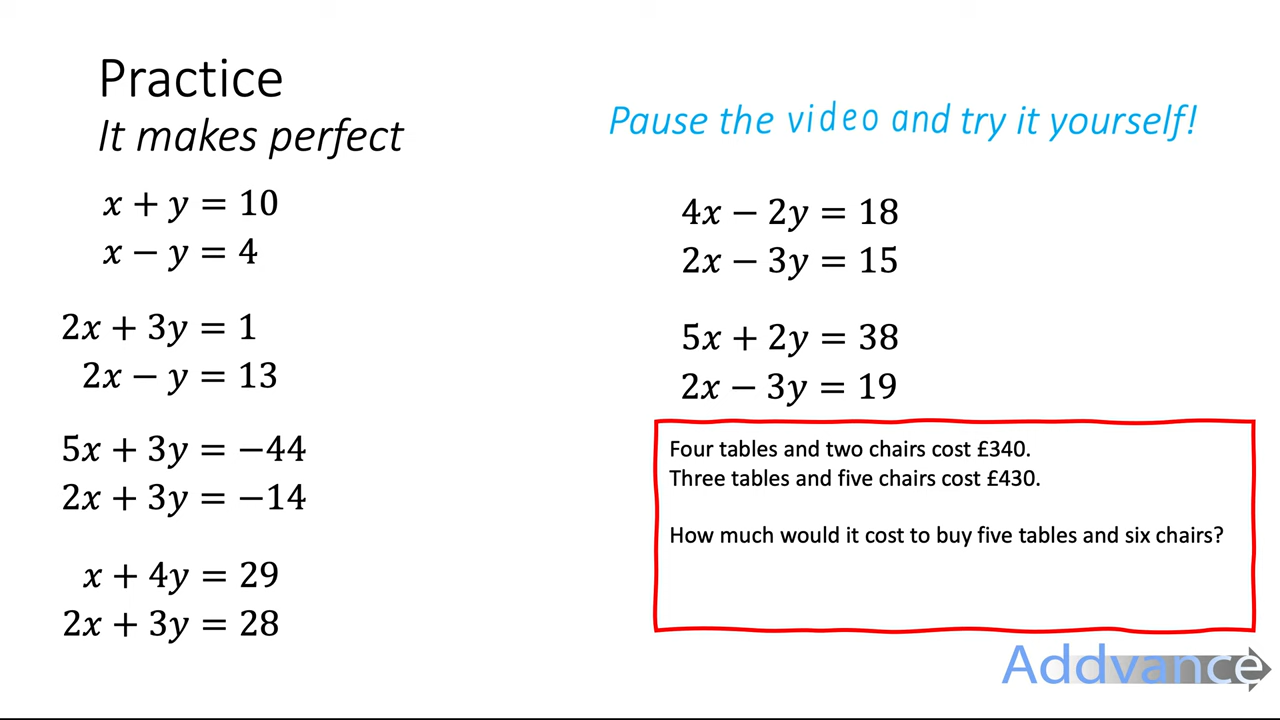 Practice
It makes perfect
x + y = 10
x − y = 4
2x + 3y = 1
2x − y = 13
5x + 3y = −44
2x + 3y = −14
x + 4y = 29
2x + 3y = 28
Pause the video and try it yourself!
4x − 2y = 18
2x − 3y = 15
5x + 2y = 38
2x − 3y = 19
Four tables and two chairs cost £340.
Three tables and five chairs cost £430.
How much would it cost to buy five tables and six chairs?
Addvance